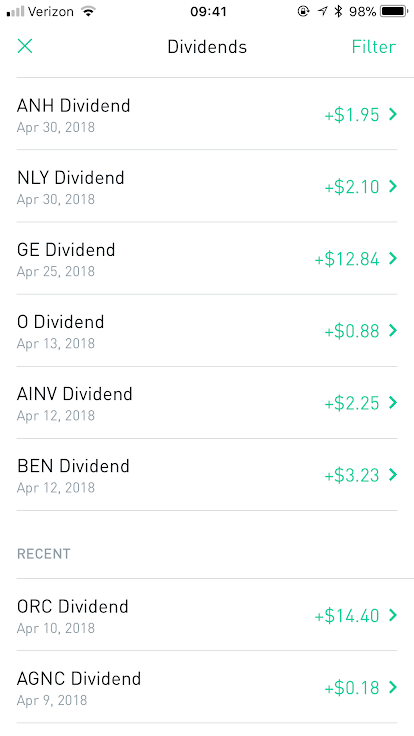 Verizon 09:41 98%
Dividends Filter
ANH Dividend +$1.95
Apr 30, 2018
NLY Dividend +$2.10
Apr 30, 2018
GE Dividend +$12.84
Apr 25, 2018
O Dividend +$0.88
Apr 13, 2018
AINV Dividend +$2.25
Apr 12, 2018
BEN Dividend +$3.23
Apr 12, 2018
RECENT
ORC Dividend +$14.40
Apr 10, 2018
AGNC Dividend +$0.18
Apr 9, 2018